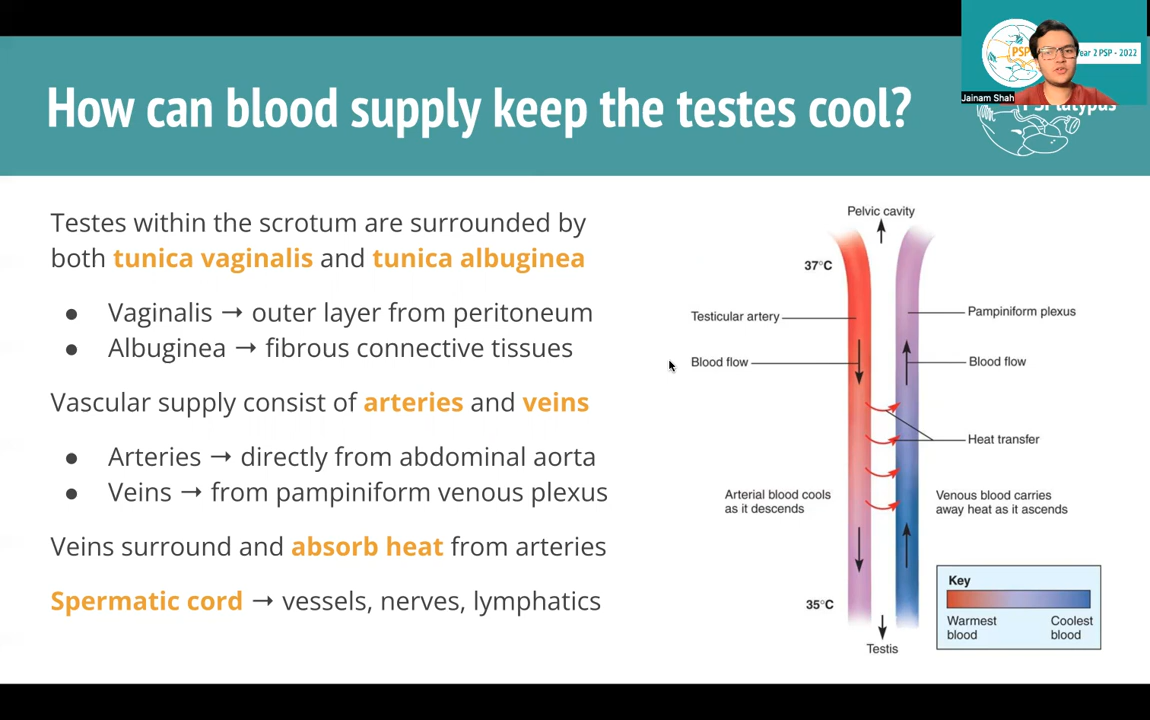 PSP
Year 2 PSP - 2022
Jainam Shah
How can blood supply keep the testes cool?
Testes within the scrotum are surrounded by
both tunica vaginalis and tunica albuginea
● Vaginalis → outer layer from peritoneum
● Albuginea → fibrous connective tissues
Vascular supply consist of arteries and veins
● Arteries → directly from abdominal aorta
● Veins → from pampiniform venous plexus
Veins surround and absorb heat from arteries
Spermatic cord → vessels, nerves, lymphatics
Pelvic cavity
37°C
Testicular artery
Pampiniform plexus
Blood flow
Blood flow
Heat transfer
Arterial blood cools
as it descends
Venous blood carries
away heat as it ascends
35°C
Testis
Key
Warmest
blood
Coolest
blood